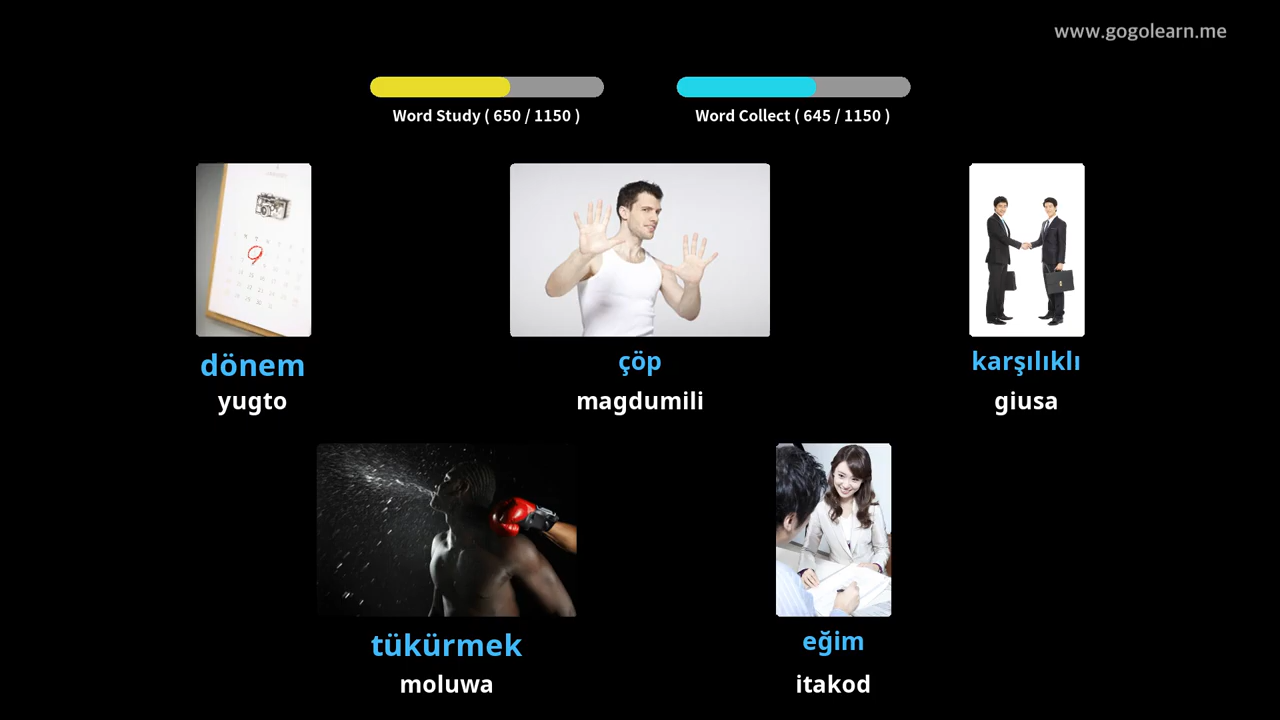 www.gogolearn.me
Word Study ( 650 / 1150 )
Word Collect ( 645 / 1150 )
dönem
yugto
çöp
magdumili
karşılıklı
giusa
tükürmek
moluwa
eğim
itakod